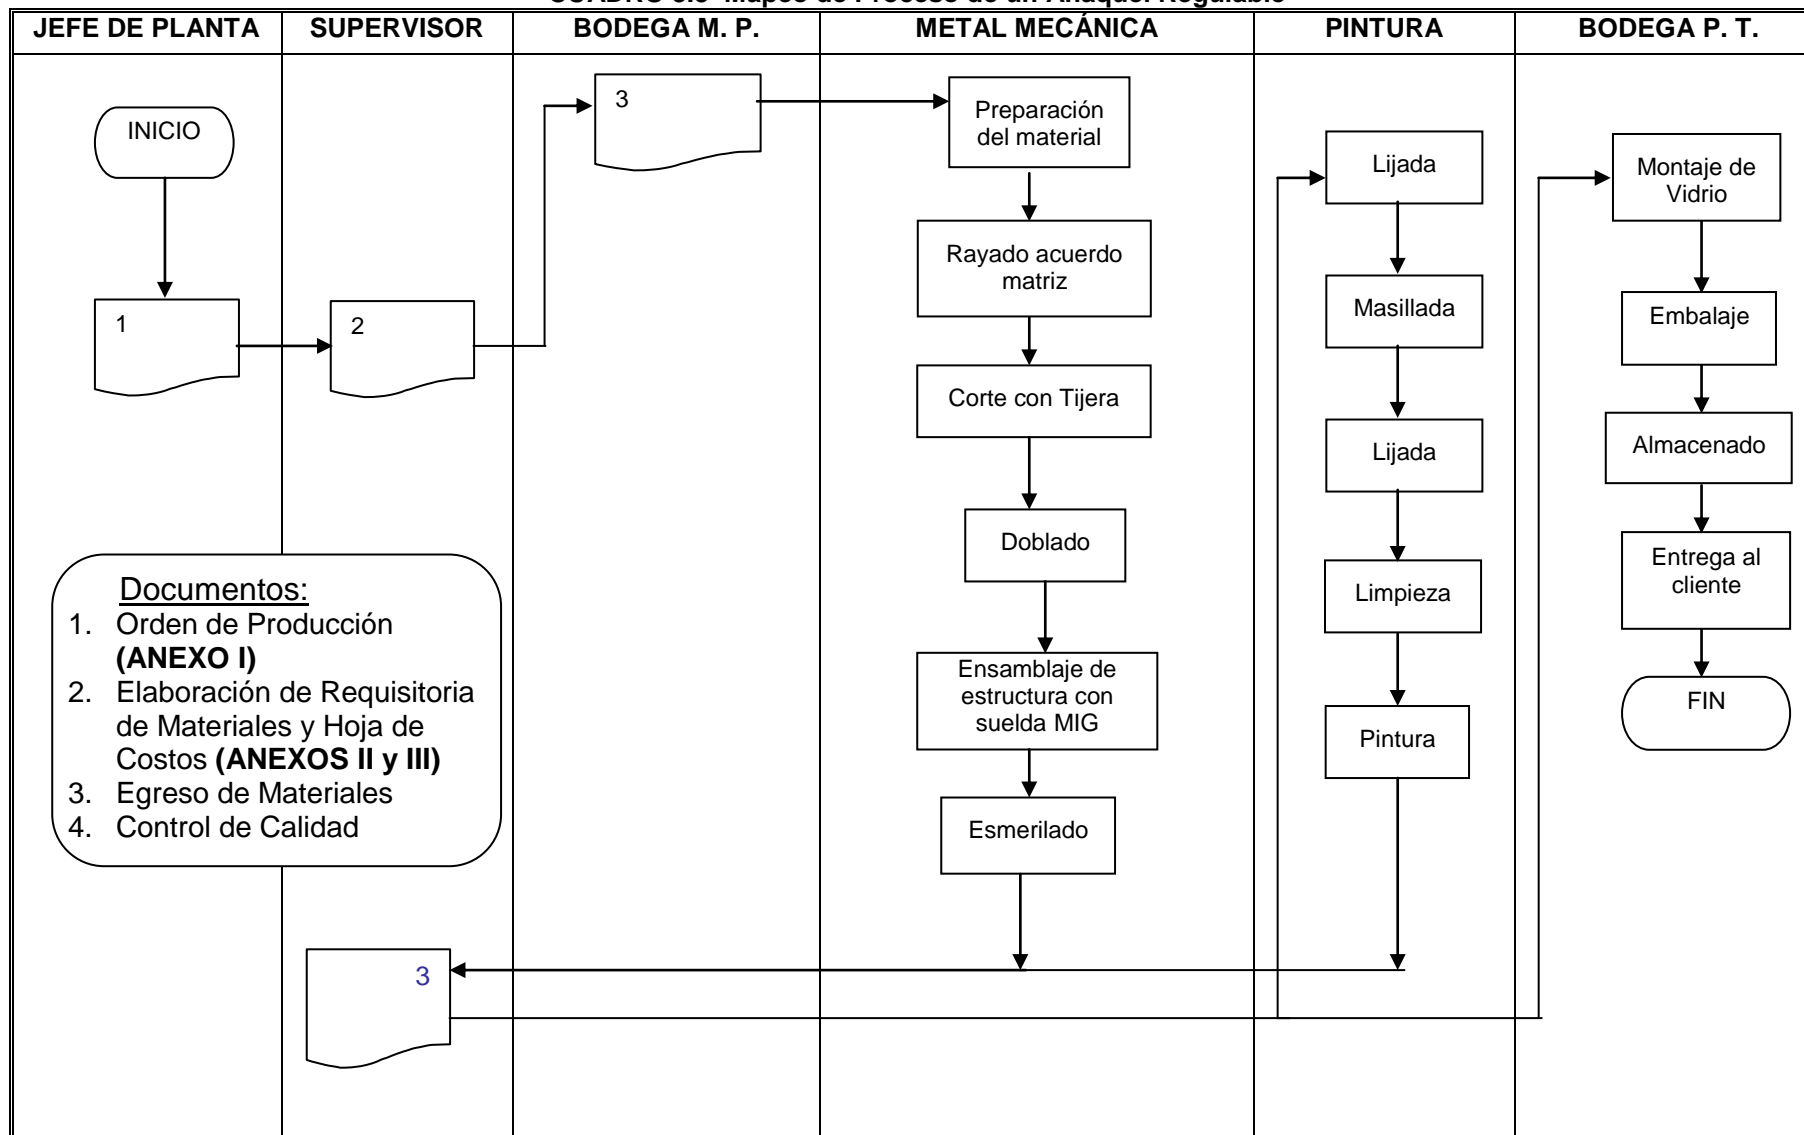 JEFE DE PLANTA
SUPERVISOR
BODEGA M. P.
METAL MECÁNICA
PINTURA
BODEGA P. T.
INICIO
1
2
3
Preparación
del material
Rayado acuerdo
matriz
Corte con Tijera
Doblado
Ensamblaje de
estructura con
suelda MIG
Esmerilado
Lijada
Masillada
Lijada
Limpieza
Pintura
Montaje de
Vidrio
Embalaje
Almacenado
Entrega al
cliente
FIN
Documentos:
1. Orden de Producción
(ANEXO I)
2. Elaboración de Requisitoria
de Materiales y Hoja de
Costos (ANEXOS II y III)
3. Egreso de Materiales
4. Control de Calidad
3